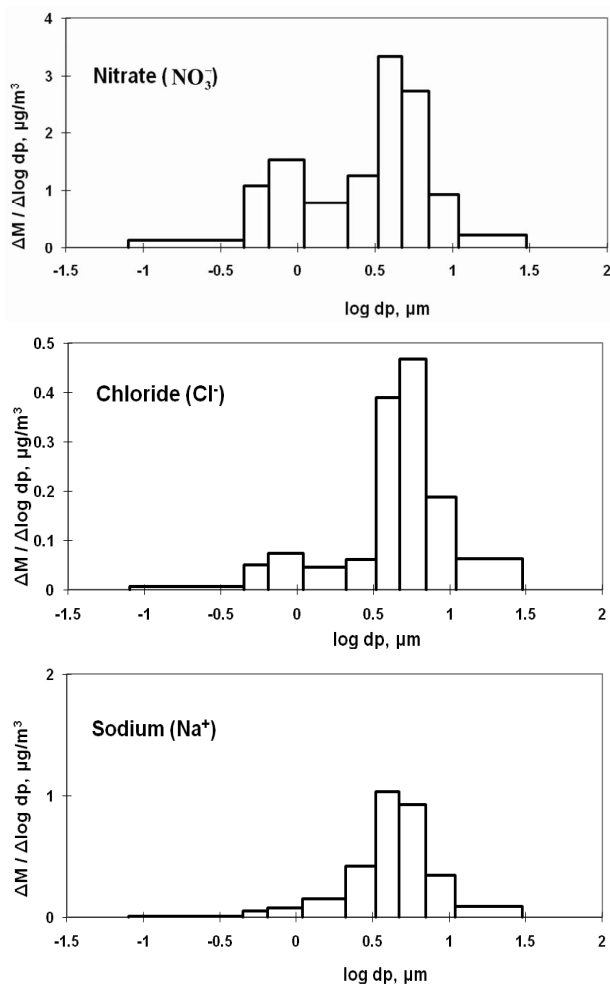 Nitrate (NO₃⁻)
ΔM / Δlog dp, µg/m³
4
3
2
1
0
-1.5 -1 -0.5 0 0.5 1 1.5 2
log dp, µm
Chloride (Cl⁻)
ΔM / Δlog dp, µg/m³
0.5
0.4
0.3
0.2
0.1
0
-1.5 -1 -0.5 0 0.5 1 1.5 2
log dp, µm
Sodium (Na⁺)
ΔM / Δlog dp, µg/m³
2
1
0
-1.5 -1 -0.5 0 0.5 1 1.5 2
log dp, µm